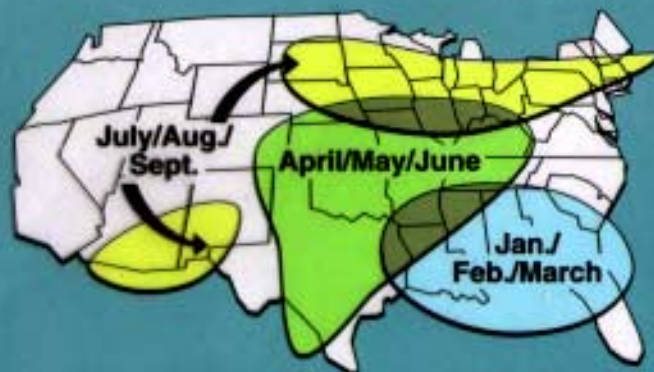 July/Aug./
Sept.
April/May/June
Jan./
Feb./March